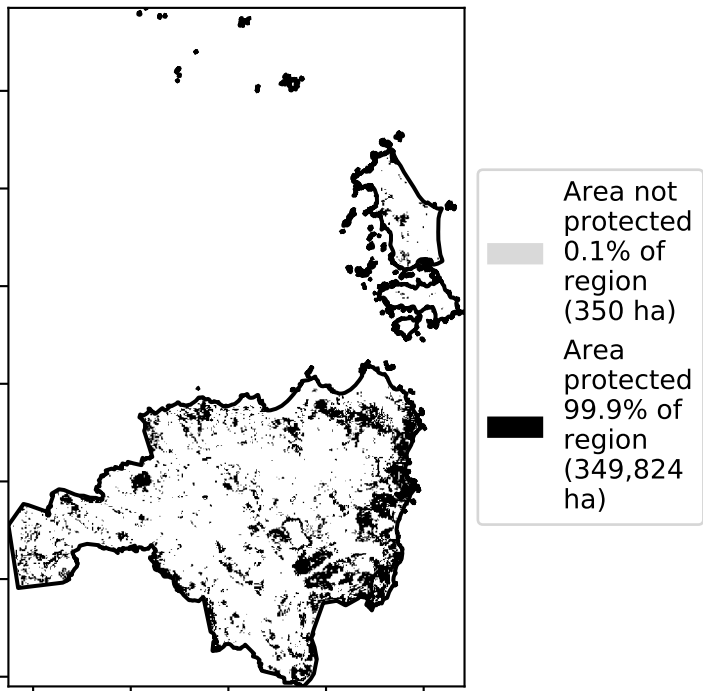 Area not
protected
0.1% of
region
(350 ha)
Area
protected
99.9% of
region
(349,824
ha)